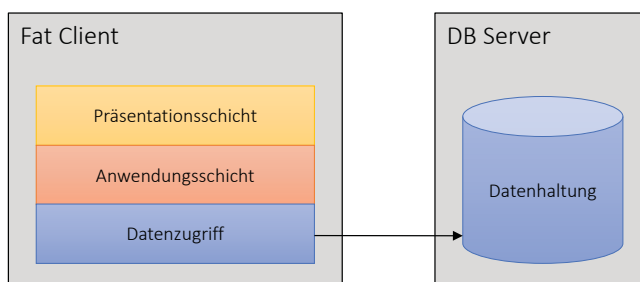 Fat Client
DB Server
Präsentationsschicht
Anwendungsschicht
Datenzugriff
Datenhaltung